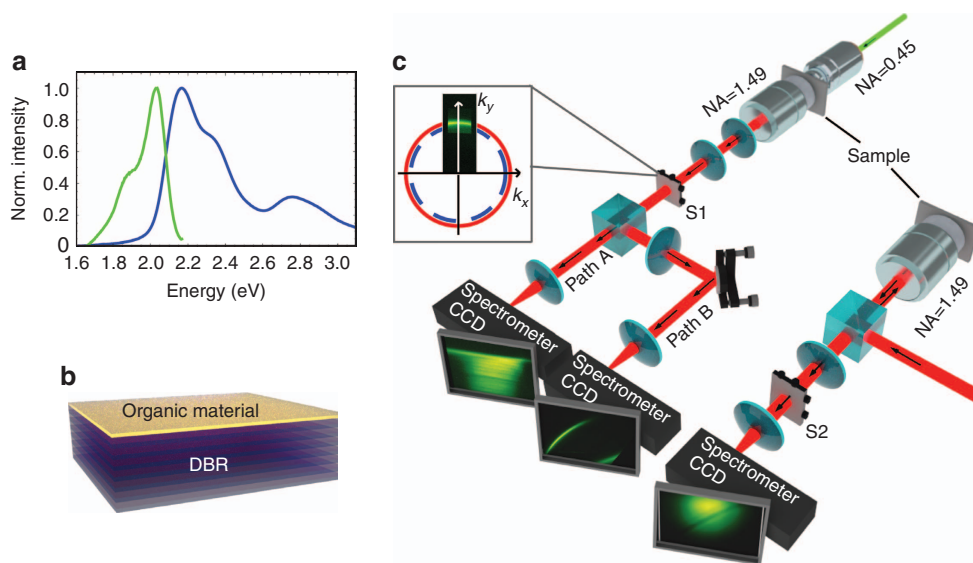 a
Norm. intensity
1.0
0.8
0.6
0.4
0.2
0
1.6
2.0
2.2
2.4
2.6
2.8
3.0
Energy (eV)
b
Organic material
DBR
c
k_y
k_x
NA=1.49
NA=0.45
Sample
S1
Path A
Path B
Spectrometer
CCD
Spectrometer
CCD
NA=1.49
S2
Spectrometer
CCD